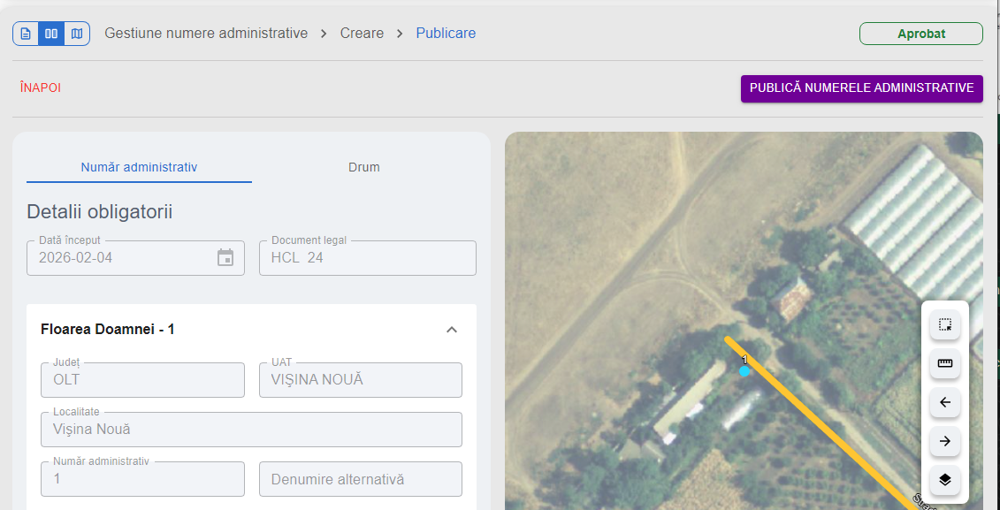 Gestiune numere administrative > Creare > Publicare
Aprobat
ÎNAPOI
PUBLICĂ NUMERELE ADMINISTRATIVE
Număr administrativ
Drum
Detalii obligatorii
Dată început
2026-02-04
Document legal
HCL 24
Floarea Doamnei - 1
Județ
OLT
UAT
VIȘINA NOUĂ
Localitate
Vișina Nouă
Număr administrativ
1
Denumire alternativă
1